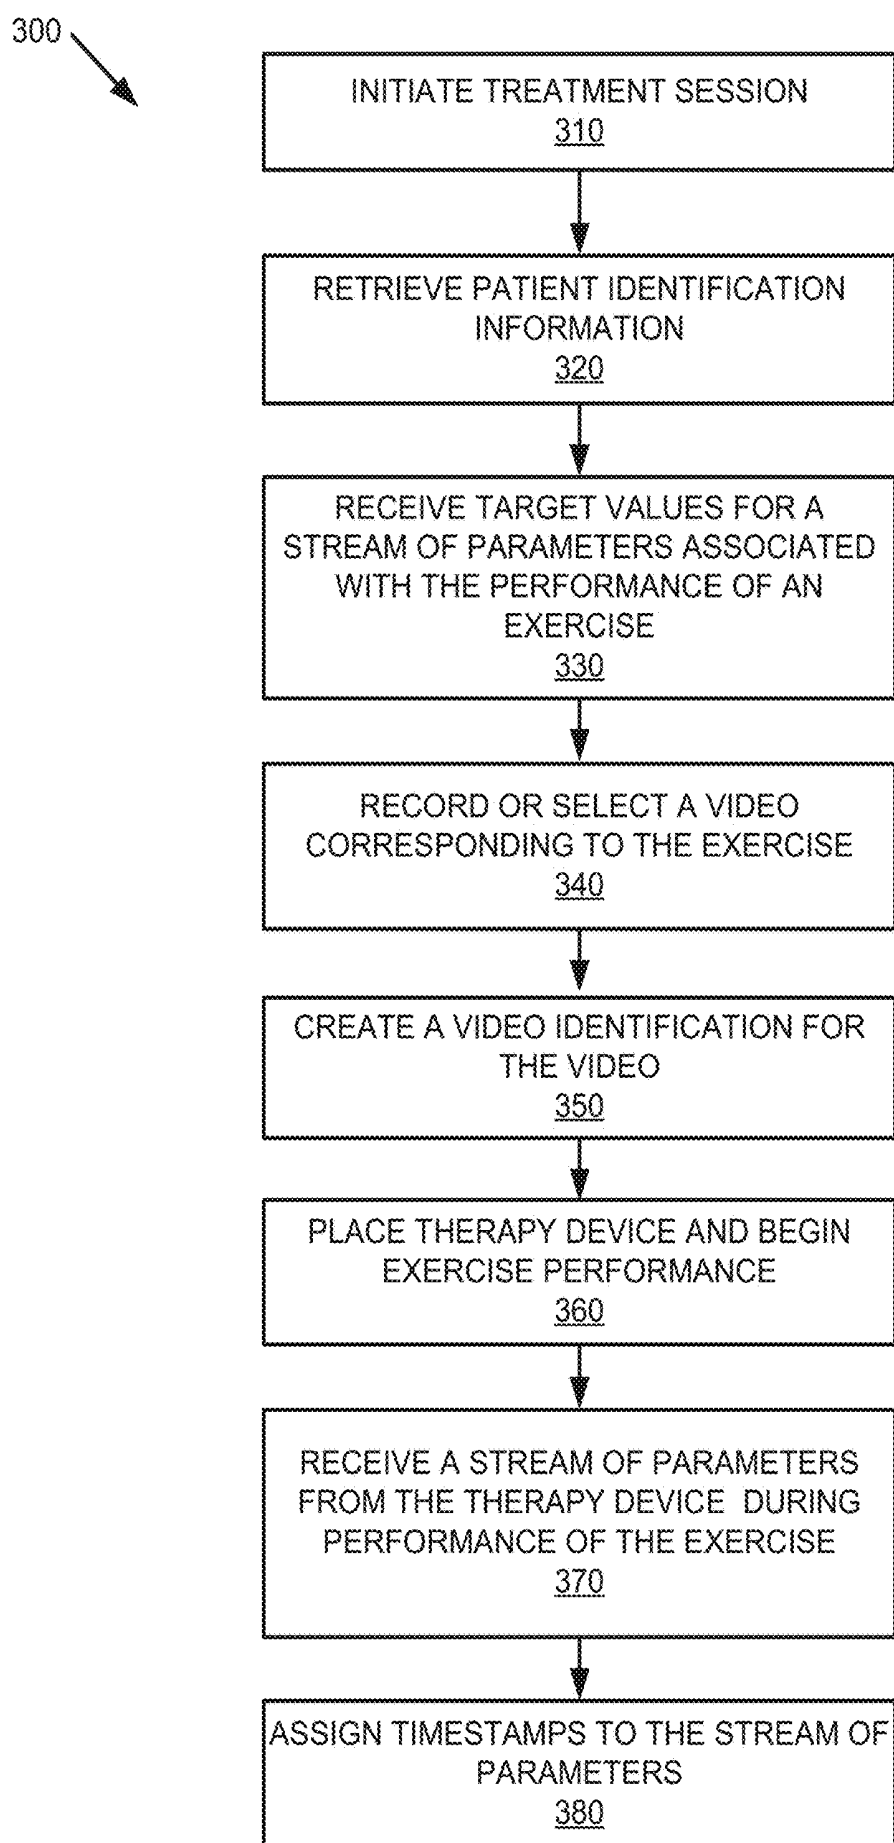 300
INITIATE TREATMENT SESSION
310
RETRIEVE PATIENT IDENTIFICATION
INFORMATION
320
RECEIVE TARGET VALUES FOR A
STREAM OF PARAMETERS ASSOCIATED
WITH THE PERFORMANCE OF AN
EXERCISE
330
RECORD OR SELECT A VIDEO
CORRESPONDING TO THE EXERCISE
340
CREATE A VIDEO IDENTIFICATION FOR
THE VIDEO
350
PLACE THERAPY DEVICE AND BEGIN
EXERCISE PERFORMANCE
360
RECEIVE A STREAM OF PARAMETERS
FROM THE THERAPY DEVICE DURING
PERFORMANCE OF THE EXERCISE
370
ASSIGN TIMESTAMPS TO THE STREAM OF
PARAMETERS
380